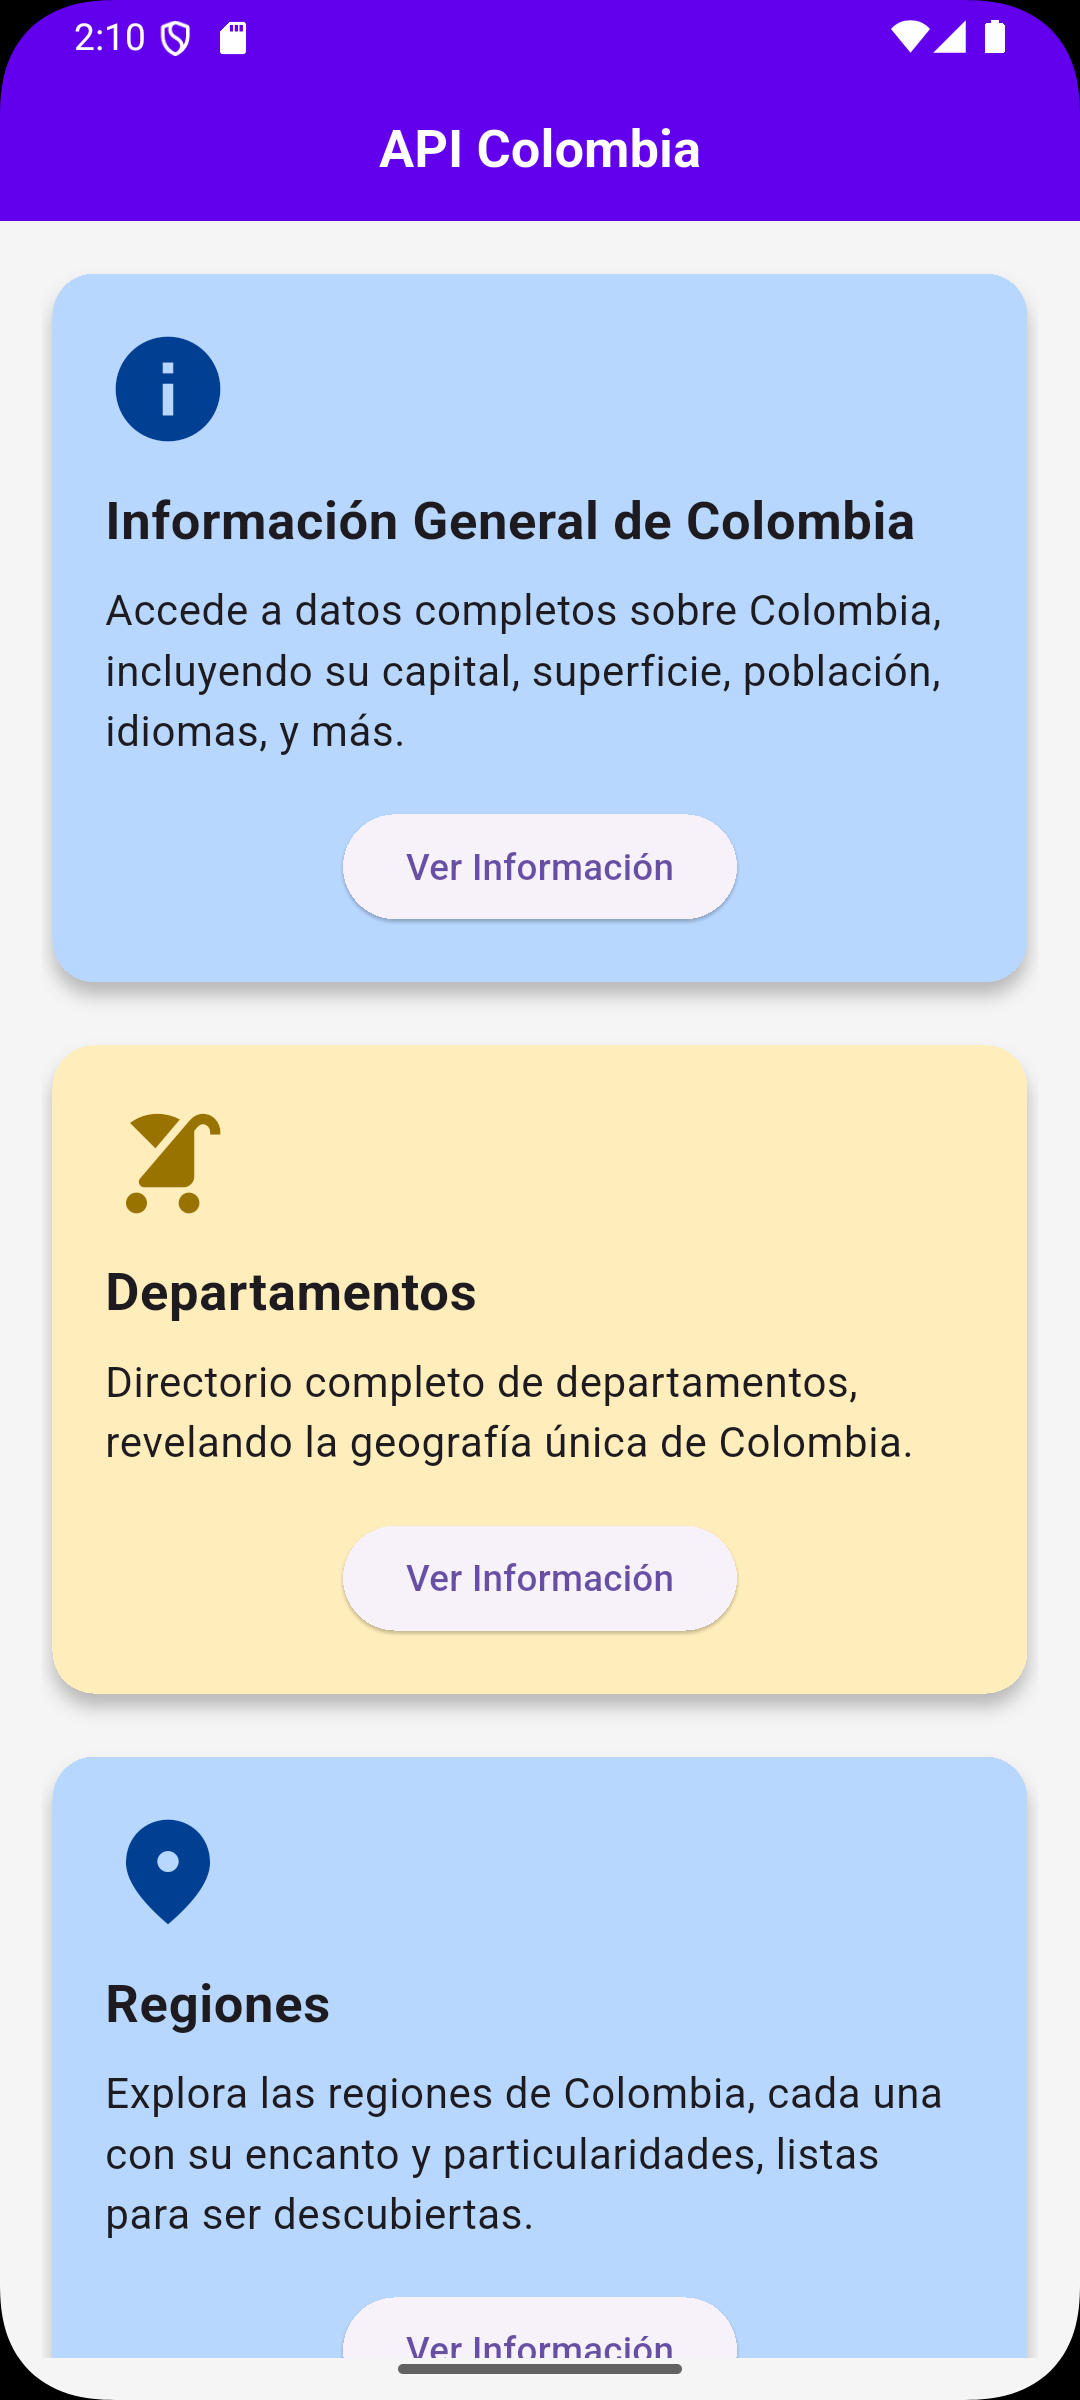 2:10
API Colombia
Información General de Colombia
Accede a datos completos sobre Colombia,
incluyendo su capital, superficie, población,
idiomas, y más.
Ver Información
Departamentos
Directorio completo de departamentos,
revelando la geografía única de Colombia.
Ver Información
Regiones
Explora las regiones de Colombia, cada una
con su encanto y particularidades, listas
para ser descubiertas.
Ver Información